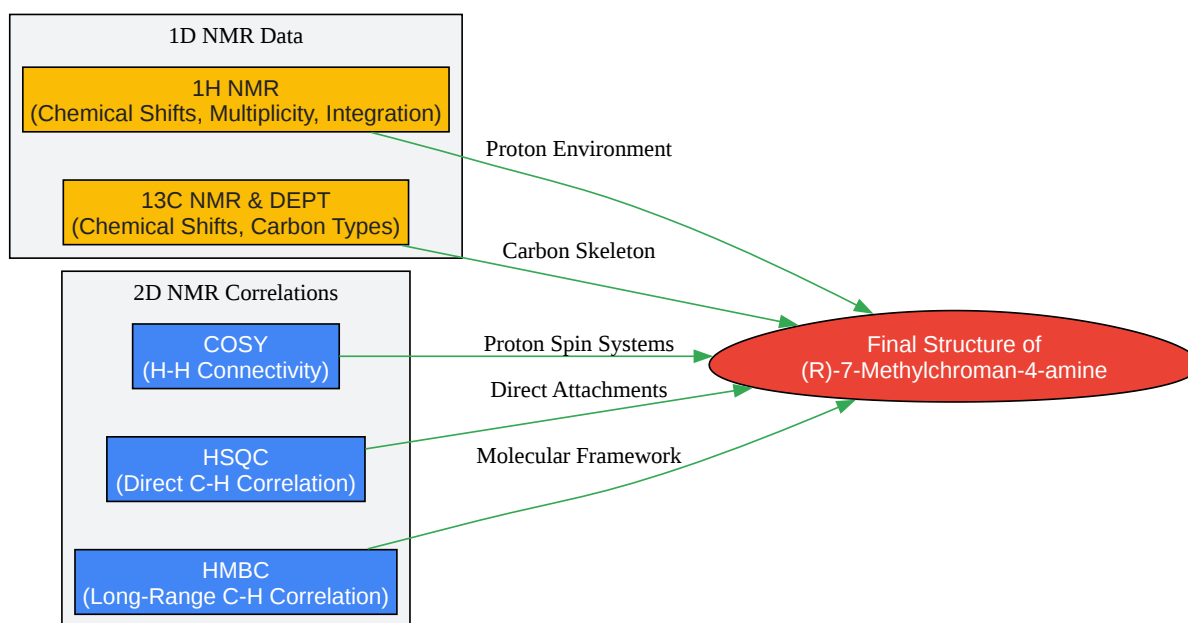 1D NMR Data
1H NMR
(Chemical Shifts, Multiplicity, Integration)
13C NMR & DEPT
(Chemical Shifts, Carbon Types)
2D NMR Correlations
COSY
(H-H Connectivity)
HSQC
(Direct C-H Correlation)
HMBC
(Long-Range C-H Correlation)
Proton Environment
Carbon Skeleton
Proton Spin Systems
Direct Attachments
Molecular Framework
Final Structure of
(R)-7-Methylchroman-4-amine